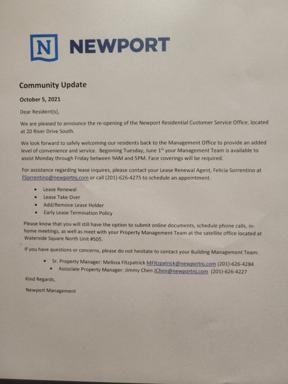 N NEWPORT
Community Update
October 5, 2021
Dear Resident(s),
We are pleased to announce the re-opening of the Newport Residential Customer Service Office, located
at 20 River Drive South.
We look forward to safely welcoming our residents back to the Management Office to provide an added
level of convenience and service. Beginning Tuesday, June 1st your Management Team is available to
assist Monday through Friday between 9AM and 5PM. Face coverings will be required.
For assistance regarding lease inquires, please contact your Lease Renewal Agent, Felicia Sorrentino at
FSorrentino@newportnj.com or call (201)-626-4275 to schedule an appointment.
• Lease Renewal
• Lease Take Over
• Add/Remove Lease Holder
• Early Lease Termination Policy
Please know that you will still have the option to submit online documents, schedule phone calls, in-
home meetings, as well as meet with your Property Management Team at the satellite office located at
Waterside Square North Unit #505.
If you have questions or concerns, please do not hesitate to contact your Building Management Team:
• Sr. Property Manager: Melissa Fitzpatrick MFitzpatrick@newportnj.com (201)-626-4284
• Associate Property Manager: Jimmy Chen JChen@newportnj.com (201)-626-4227
Kind Regards,
Newport Management